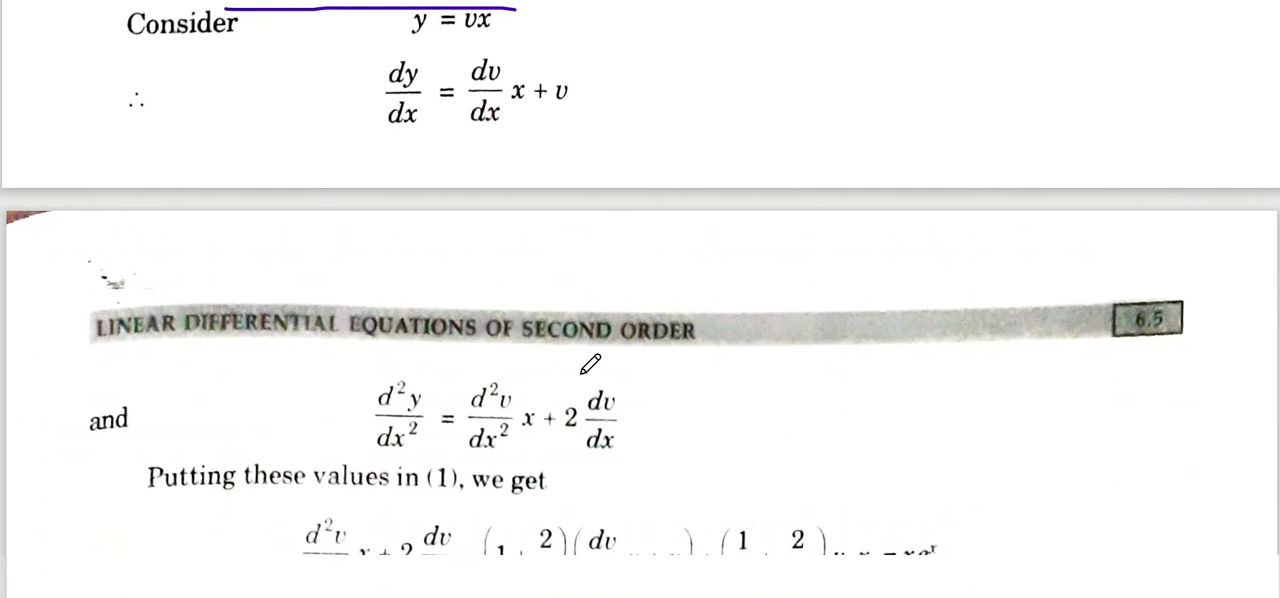 Consider y = vx
∴ dy/dx = dv/dx x + v
LINEAR DIFFERENTIAL EQUATIONS OF SECOND ORDER 6.5
and d²y/dx² = d²v/dx² x + 2 dv/dx
Putting these values in (1), we get